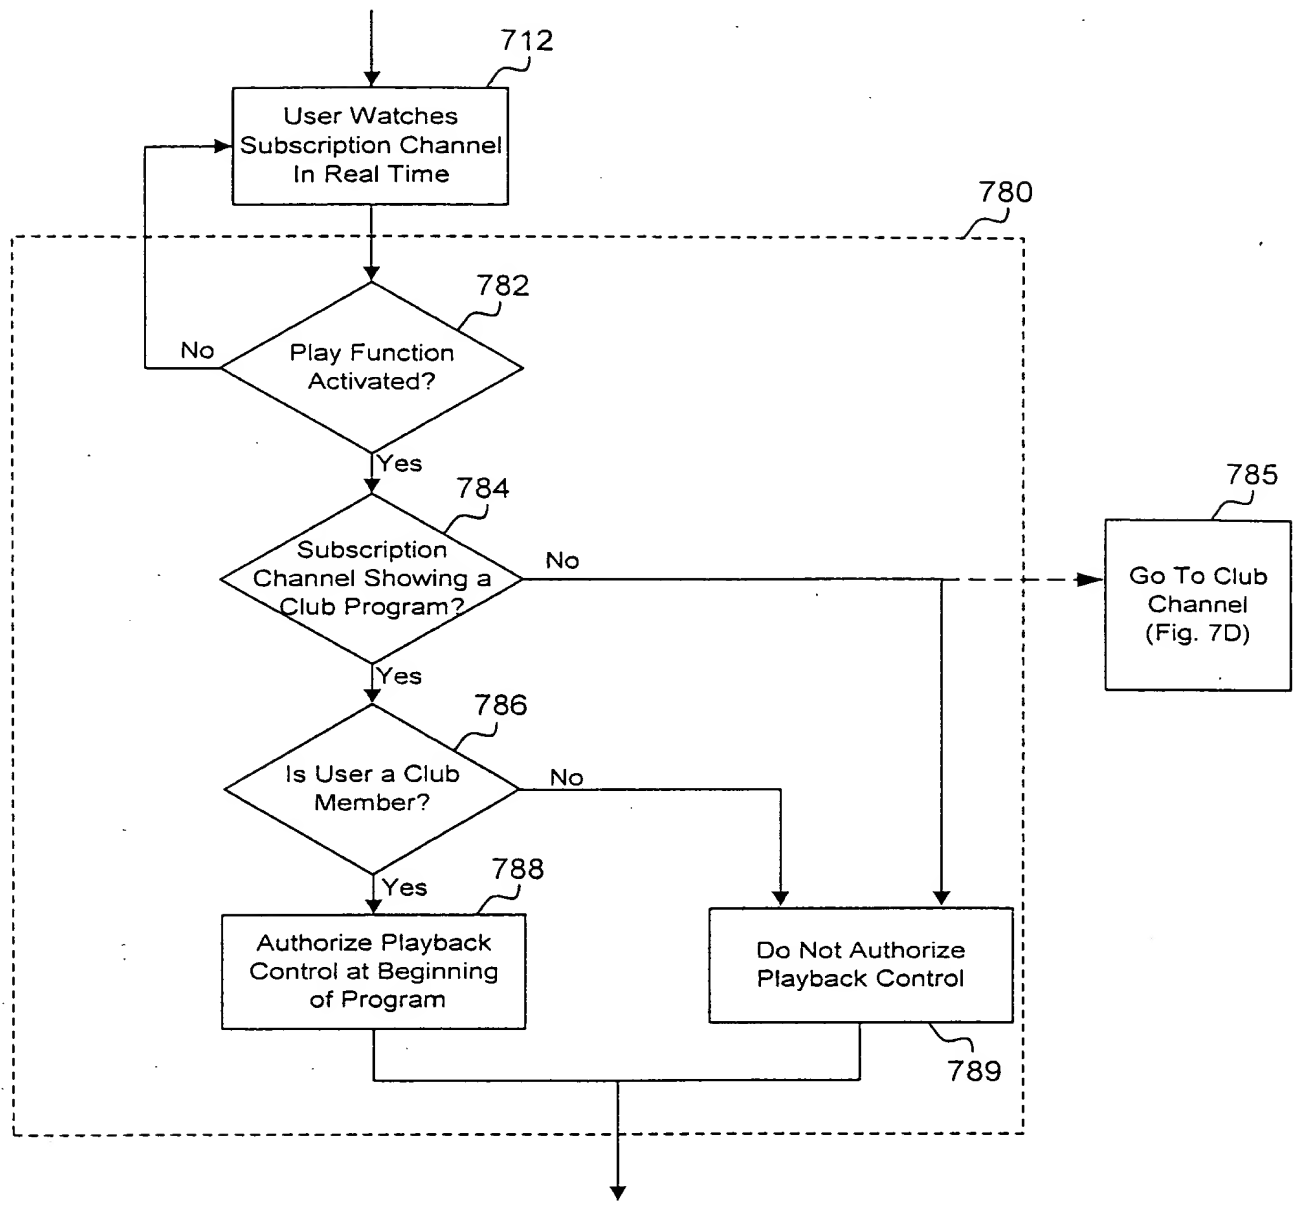 712
User Watches
Subscription Channel
In Real Time
780
782
Play Function
Activated?
No
Yes
784
Subscription
Channel Showing a
Club Program?
No
785
Go To Club
Channel
(Fig. 7D)
Yes
786
Is User a Club
Member?
No
Yes
788
Authorize Playback
Control at Beginning
of Program
Do Not Authorize
Playback Control
789